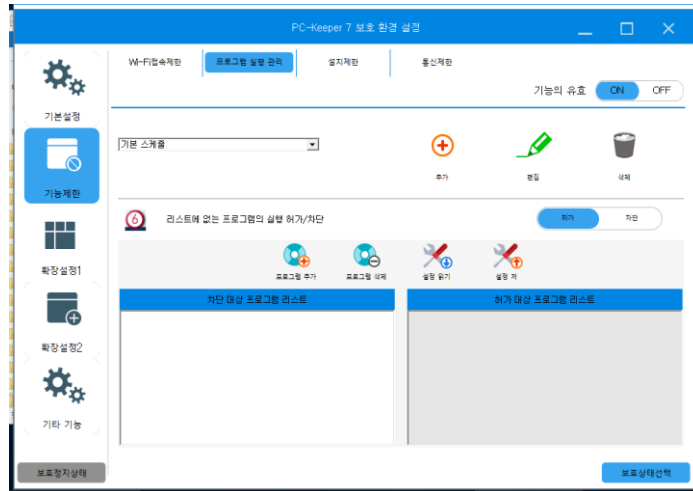 PC-Keeper 7 보호 환경 설정
Wi-Fi접속제한 프로그램 실행 관리 설치제한 통신제한
기능의 유효 ON OFF
기본설정
기본 스케쥴
추가 편집 삭제
기능제한
6 리스트에 없는 프로그램의 실행 허가/차단 허가 차단
확장설정1
프로그램 추가 프로그램 삭제 설정 읽기 설정 저
차단 대상 프로그램 리스트 허가 대상 프로그램 리스트
확장설정2
기타 기능
보호정지상태 보호상태선택